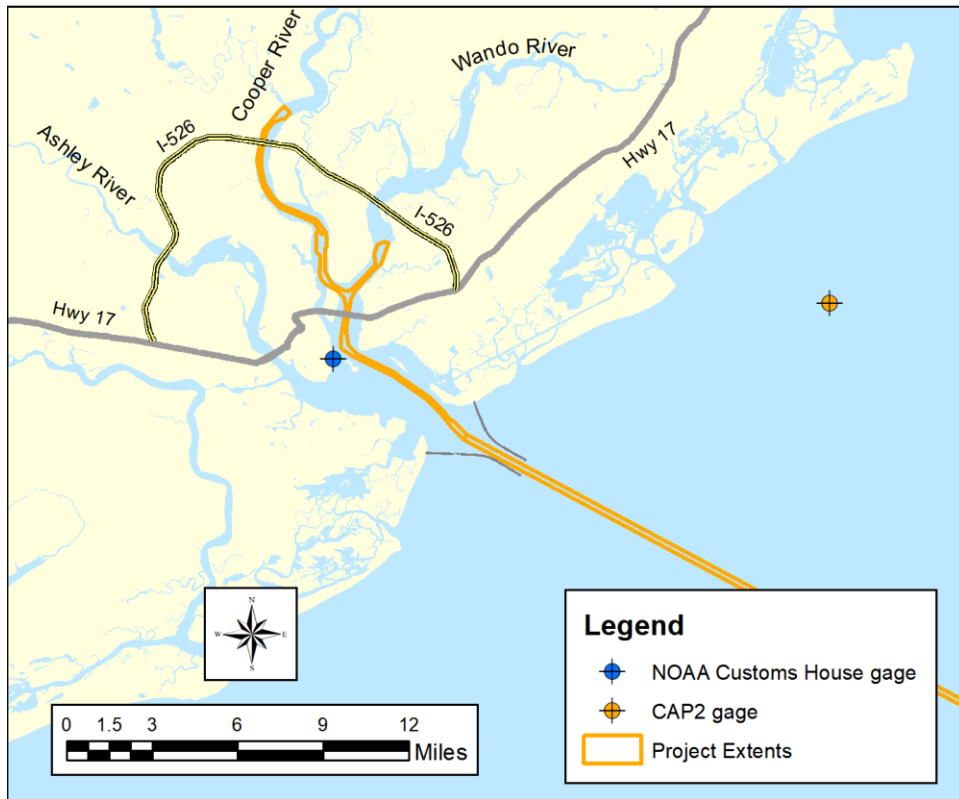 Cooper River
Wando River
Ashley River
I-526
Hwy 17
I-526
Hwy 17
N
W E
S
0 1.5 3 6 9 12
Miles
Legend
NOAA Customs House gage
CAP2 gage
Project Extents